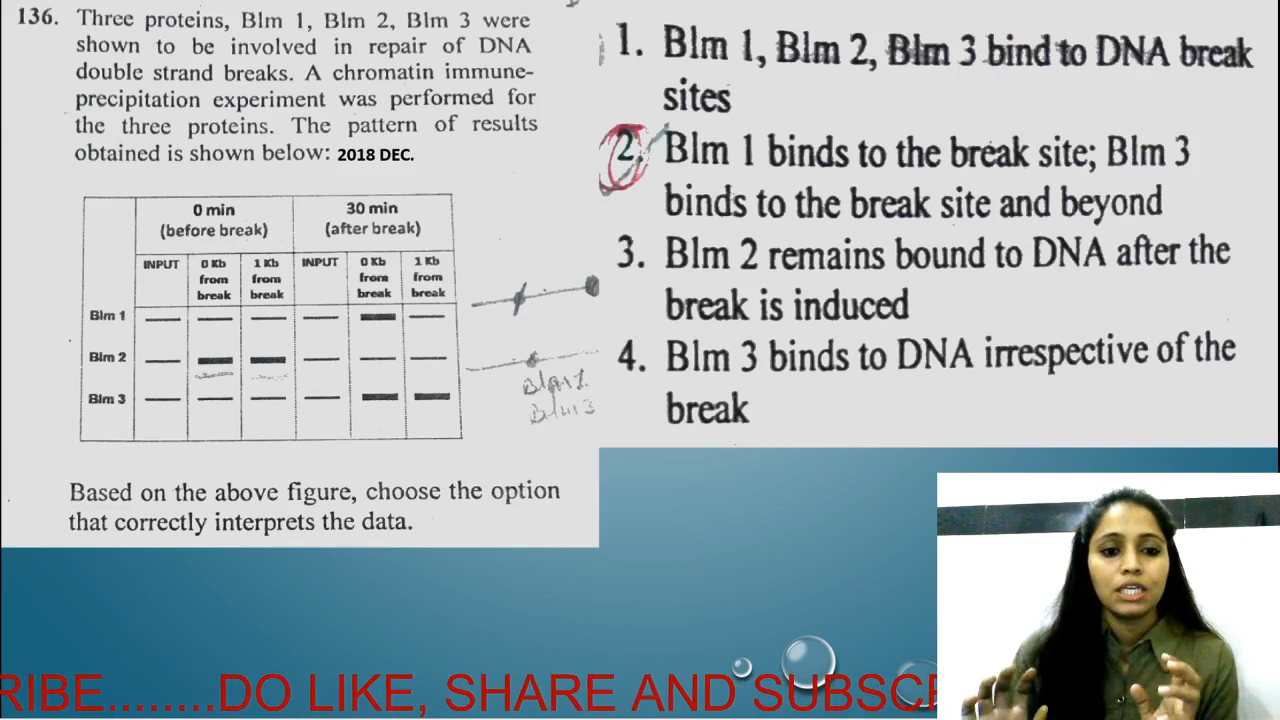 136. Three proteins, Blm 1, Blm 2, Blm 3 were
shown to be involved in repair of DNA
double strand breaks. A chromatin immune-
precipitation experiment was performed for
the three proteins. The pattern of results
obtained is shown below: 2018 DEC.
0 min 30 min
(before break) (after break)
INPUT 0 Kb 1 Kb INPUT 0 Kb 1 Kb
from from from from
break break break break
Blm 1
Blm 2
Blm 3
Blm 3
Based on the above figure, choose the option
that correctly interprets the data.
1. Blm 1, Blm 2, Blm 3 bind to DNA break
sites
2. Blm 1 binds to the break site; Blm 3
binds to the break site and beyond
3. Blm 2 remains bound to DNA after the
break is induced
4. Blm 3 binds to DNA irrespective of the
break
RIBE........DO LIKE, SHARE AND SUBSC